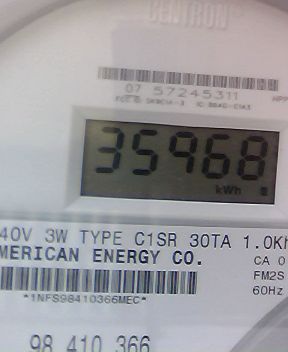 CENTRON
07 57245311
35968
kWh
40V 3W TYPE C1SR 30TA 1.0Kh
MERICAN ENERGY CO. CA 0
FM2S
60Hz
*1NFS98410366MEC*
98 410 366